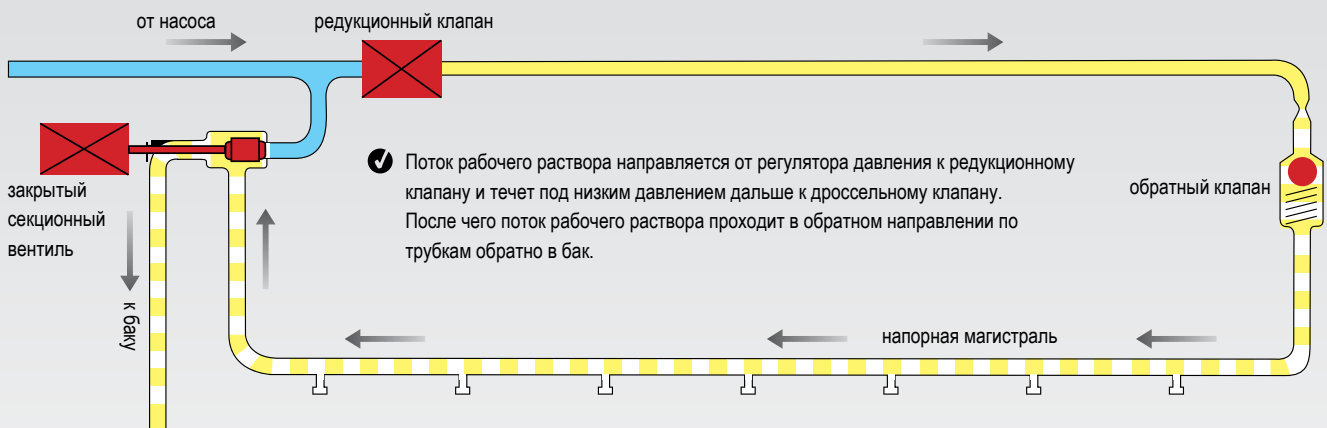 от насоса
редукционный клапан
закрытый
секционный
вентиль
к баку
Поток рабочего раствора направляется от регулятора давления к редукционному
клапану и течет под низким давлением дальше к дроссельному клапану.
После чего поток рабочего раствора проходит в обратном направлении по
трубкам обратно в бак.
обратный клапан
напорная магистраль